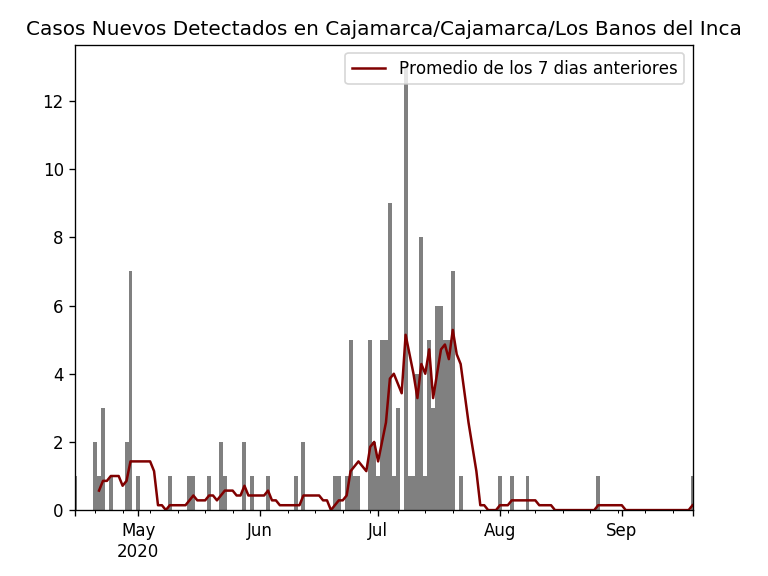 Casos Nuevos Detectados en Cajamarca/Cajamarca/Los Banos del Inca
Promedio de los 7 dias anteriores
12
10
8
6
4
2
0
May Jun Jul Aug Sep
2020